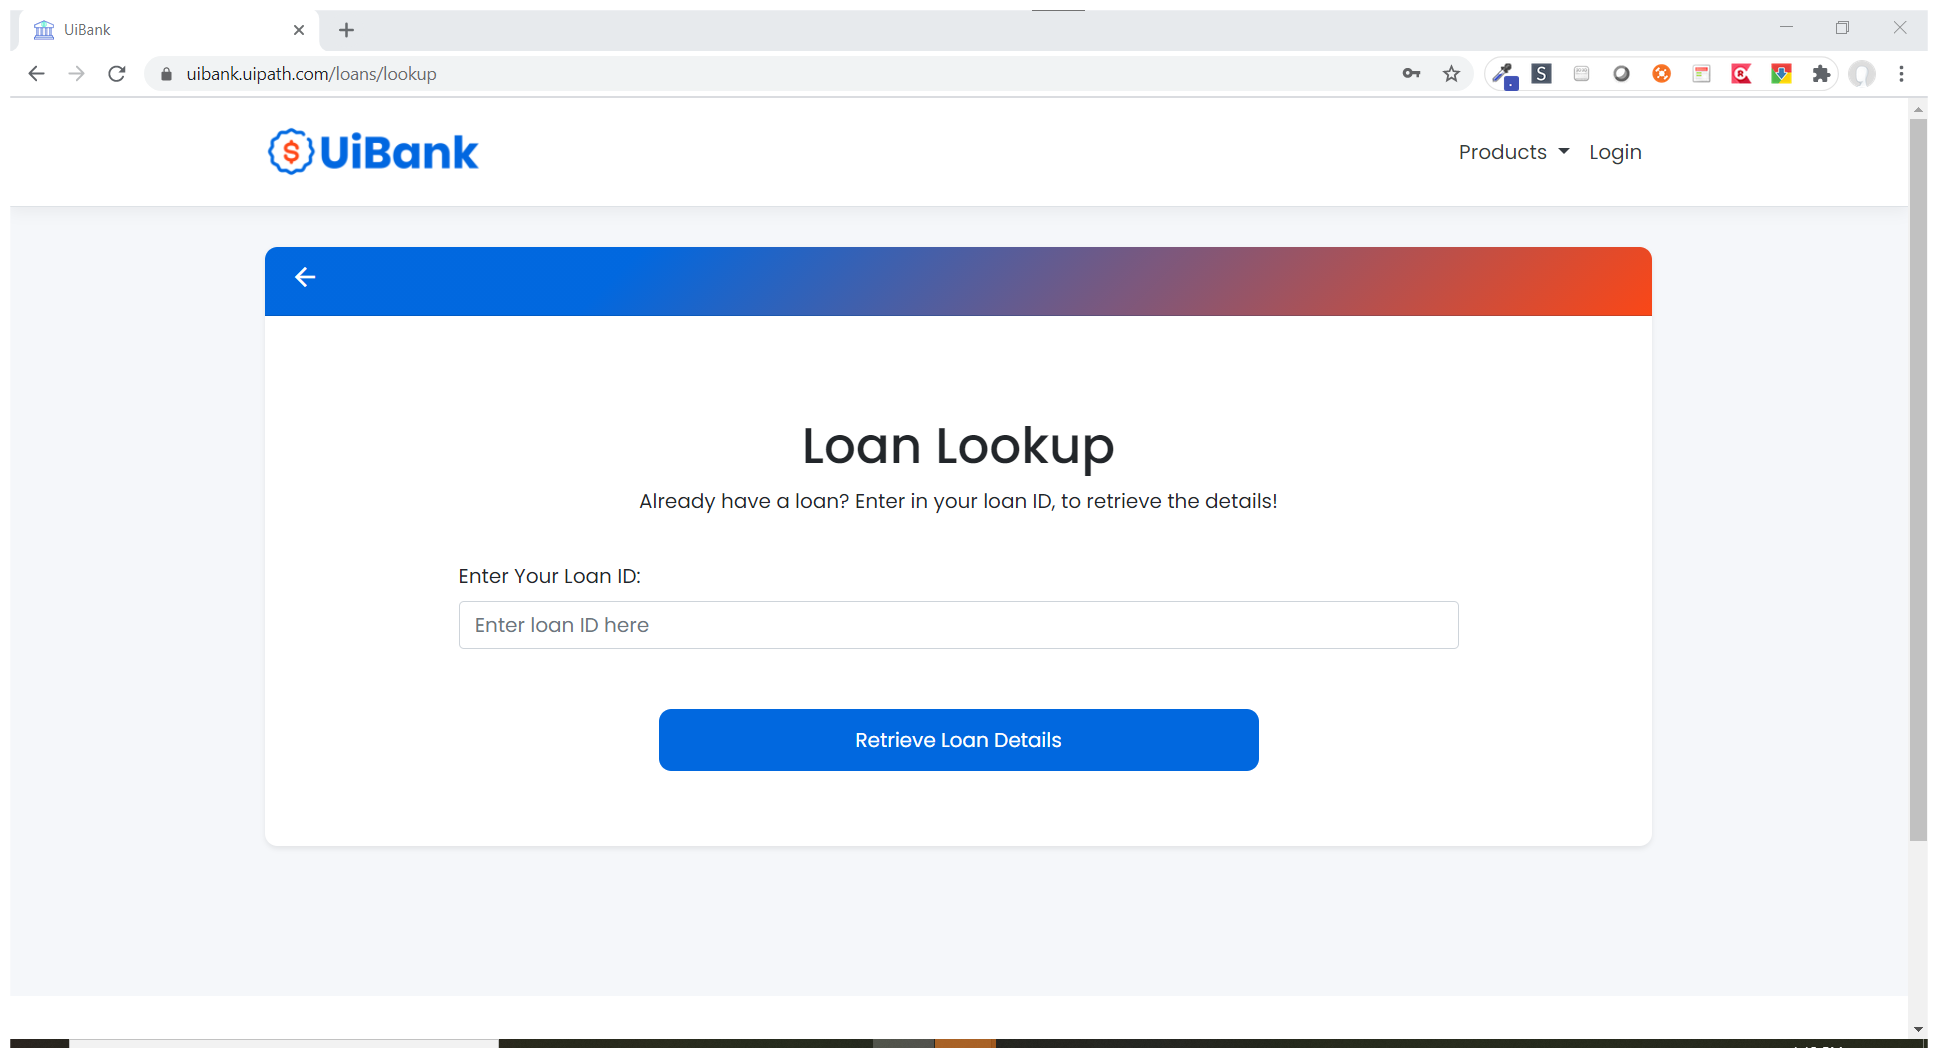 UiBank
uibank.uipath.com/loans/lookup
UiBank
Products Login
Loan Lookup
Already have a loan? Enter in your loan ID, to retrieve the details!
Enter Your Loan ID:
Enter loan ID here
Retrieve Loan Details